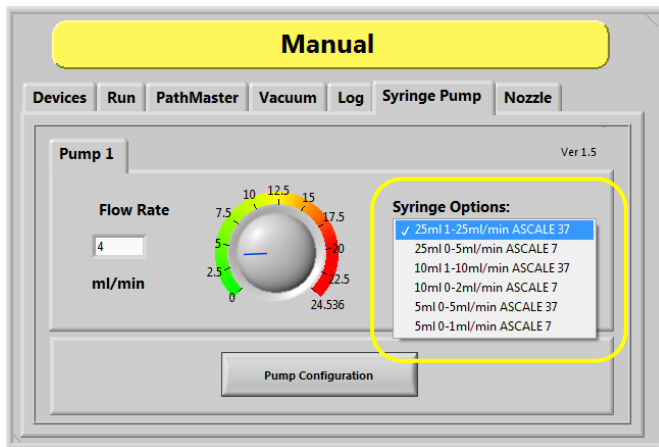 Manual
Devices Run PathMaster Vacuum Log Syringe Pump Nozzle
Pump 1
Ver 1.5
Flow Rate
4
ml/min
0
2.5
5
7.5
10
12.5
15
17.5
20
22.5
24.536
Syringe Options:
✓ 25ml 1-25ml/min ASCALE 37
25ml 0-5ml/min ASCALE 7
10ml 1-10ml/min ASCALE 37
10ml 0-2ml/min ASCALE 7
5ml 0-5ml/min ASCALE 37
5ml 0-1ml/min ASCALE 7
Pump Configuration